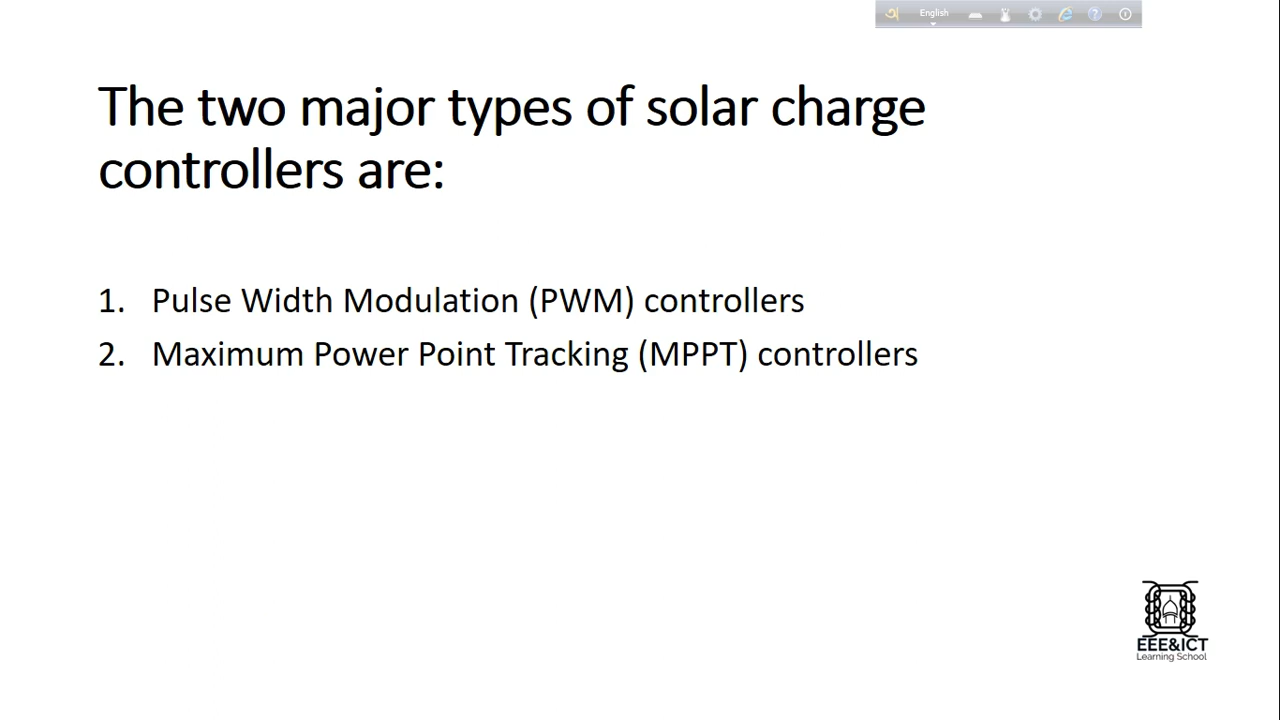 অ English
The two major types of solar charge
controllers are:
1. Pulse Width Modulation (PWM) controllers
2. Maximum Power Point Tracking (MPPT) controllers
EEE&ICT
Learning School